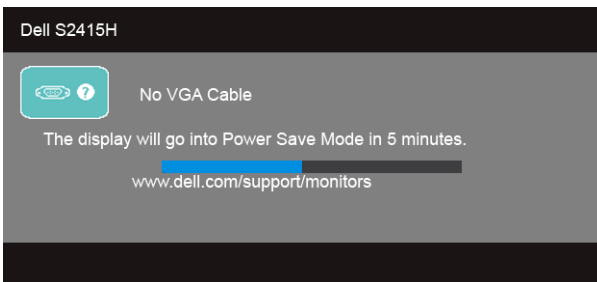 Dell S2415H
?
No VGA Cable
The display will go into Power Save Mode in 5 minutes.
www.dell.com/support/monitors